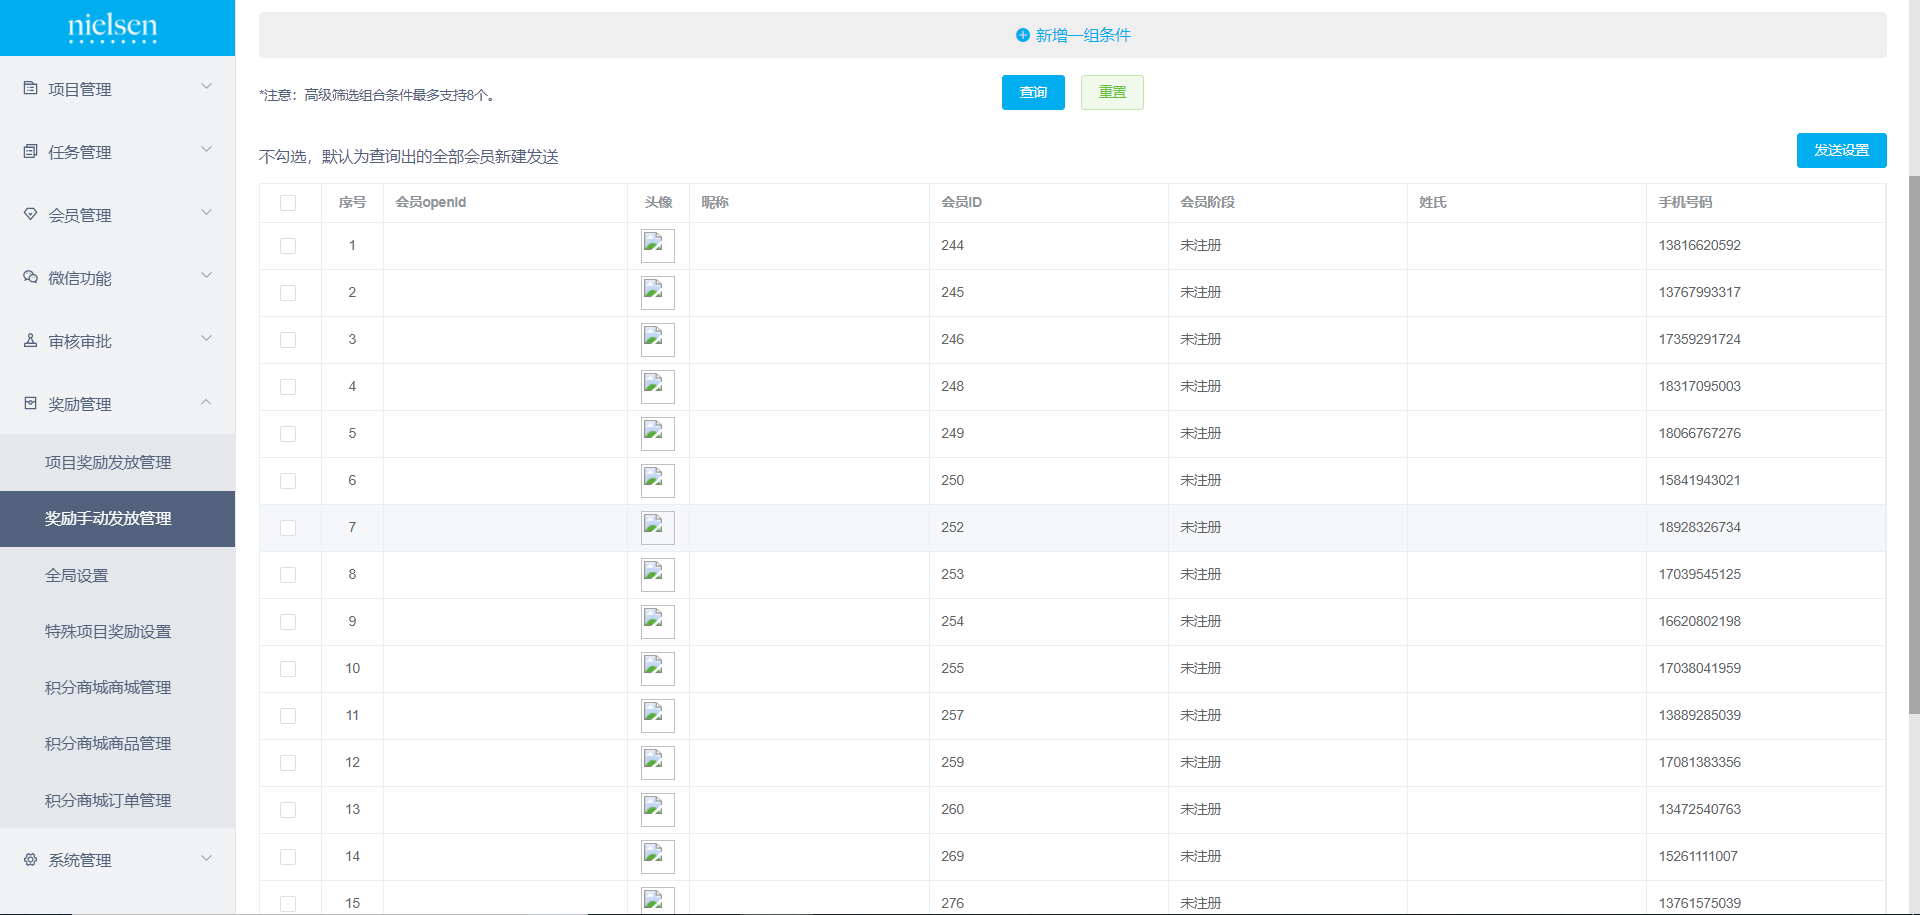 nielsen
项目管理
任务管理
会员管理
微信功能
审核审批
奖励管理
项目奖励发放管理
奖励手动发放管理
全局设置
特殊项目奖励设置
积分商城商城管理
积分商城商品管理
积分商城订单管理
系统管理
新增一组条件
*注意：高级筛选组合条件最多支持8个。
查询 重置
不勾选，默认为查询出的全部会员新建发送
发送设置
序号 会员openId 头像 昵称 会员ID 会员阶段 姓氏 手机号码
1 244 未注册 13816620592
2 245 未注册 13767993317
3 246 未注册 17359291724
4 248 未注册 18317095003
5 249 未注册 18066767276
6 250 未注册 15841943021
7 252 未注册 18928326734
8 253 未注册 17039545125
9 254 未注册 16620802198
10 255 未注册 17038041959
11 257 未注册 13889285039
12 259 未注册 17081383356
13 260 未注册 13472540763
14 269 未注册 15261111007
15 276 未注册 13761575039